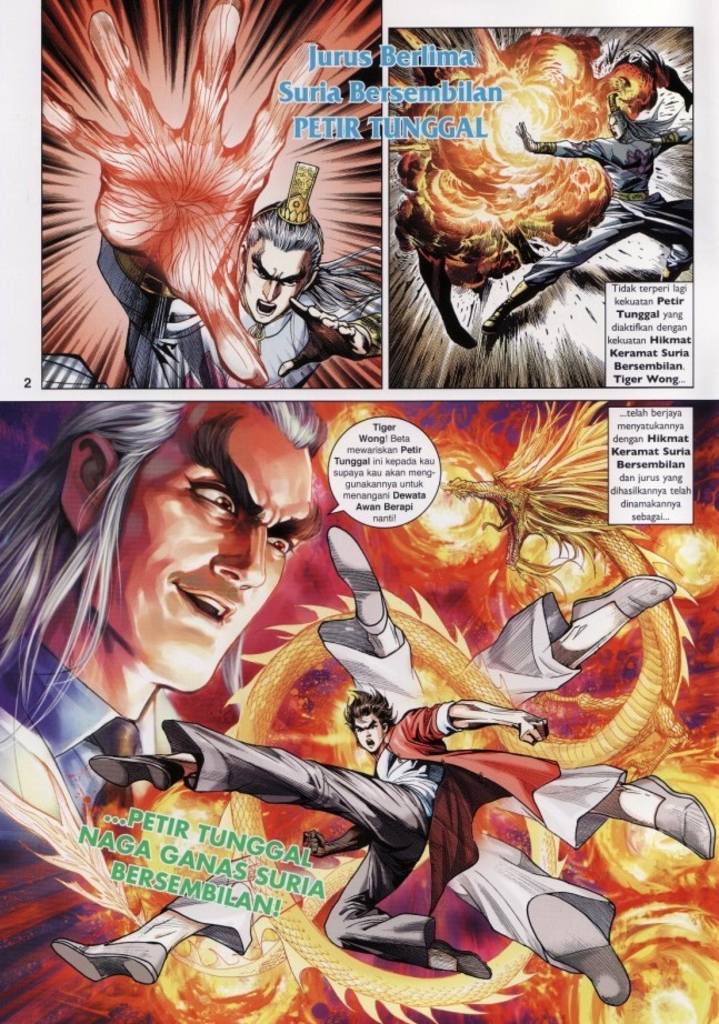 Jurus Berlima
Suria Bersembilan
PETIR TUNGGAL
Tidak terperi lagi
kekuatan Petir
Tunggal yang
diaktifkan dengan
kekuatan Hikmat
Keramat Suria
Bersembilan.
Tiger Wong...
2
...telah berjaya
menyatukannya
dengan Hikmat
Keramat Suria
Bersembilan
dan jurus yang
dihasilkannya telah
dinamakannya
sebagai...
Tiger
Wong! Beta
mewariskan Petir
Tunggal ini kepada kau
supaya kau akan meng-
gunakannya untuk
menangani Dewata
Awan Berapi
nanti!
...PETIR TUNGGAL
NAGA GANAS SURIA
BERSEMBILAN!